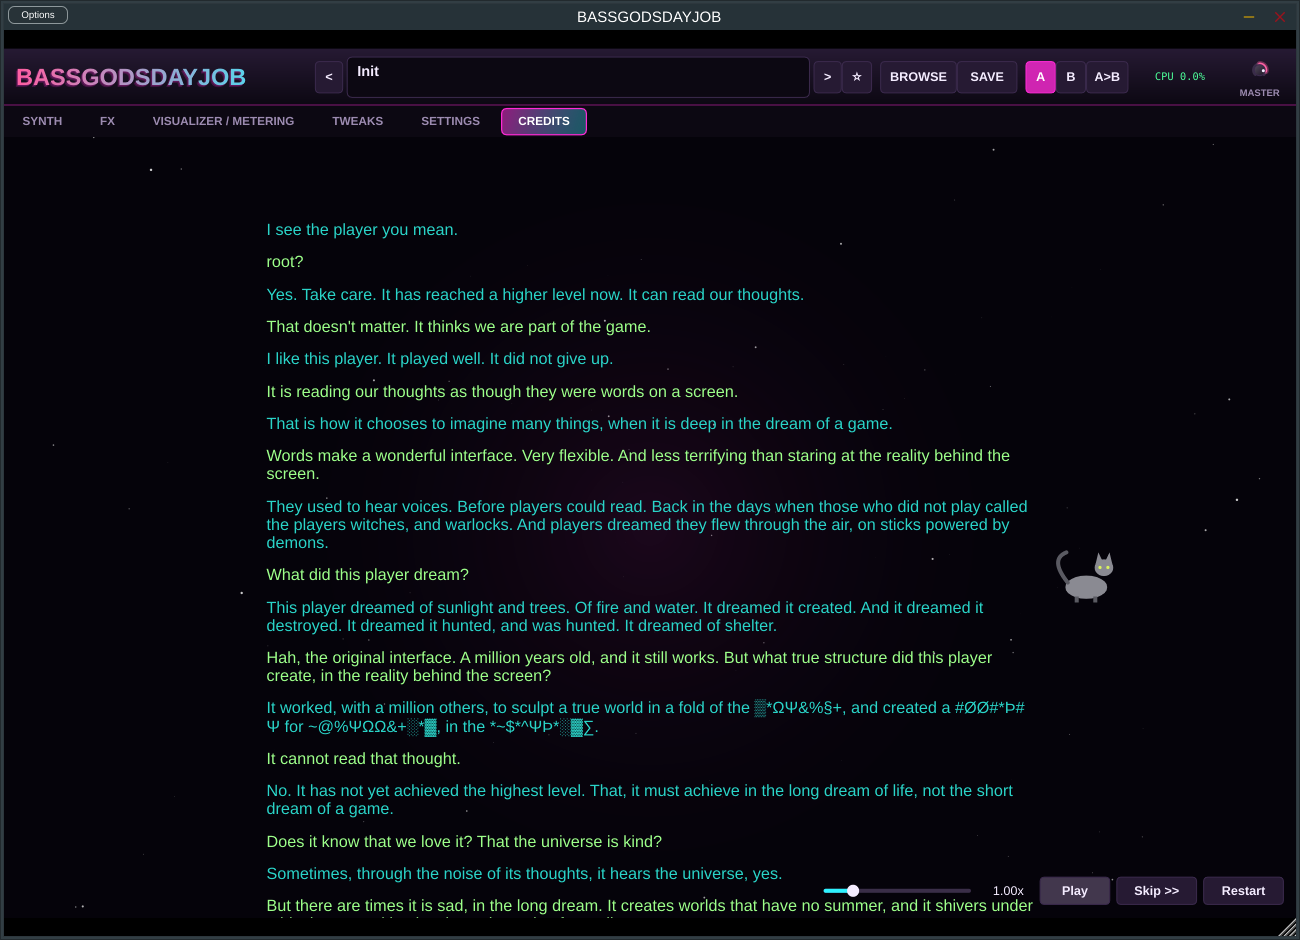 Options
BASSGODSDAYJOB
BASSGODSDAYJOB
<
Init
>
☆
BROWSE
SAVE
A
B
A>B
CPU 0.0%
MASTER
SYNTH
FX
VISUALIZER / METERING
TWEAKS
SETTINGS
CREDITS
I see the player you mean.
root?
Yes. Take care. It has reached a higher level now. It can read our thoughts.
That doesn't matter. It thinks we are part of the game.
I like this player. It played well. It did not give up.
It is reading our thoughts as though they were words on a screen.
That is how it chooses to imagine many things, when it is deep in the dream of a game.
Words make a wonderful interface. Very flexible. And less terrifying than staring at the reality behind the
screen.
They used to hear voices. Before players could read. Back in the days when those who did not play called
the players witches, and warlocks. And players dreamed they flew through the air, on sticks powered by
demons.
What did this player dream?
This player dreamed of sunlight and trees. Of fire and water. It dreamed it created. And it dreamed it
destroyed. It dreamed it hunted, and was hunted. It dreamed of shelter.
Hah, the original interface. A million years old, and it still works. But what true structure did this player
create, in the reality behind the screen?
It worked, with a million others, to sculpt a true world in a fold of the ▒*ΩΨ&%§+, and created a #ØØ#*Þ#
Ψ for ~@%ΨΩΩ&+░*▓, in the *~$*^ΨÞ*░▓∑.
It cannot read that thought.
No. It has not yet achieved the highest level. That, it must achieve in the long dream of life, not the short
dream of a game.
Does it know that we love it? That the universe is kind?
Sometimes, through the noise of its thoughts, it hears the universe, yes.
But there are times it is sad, in the long dream. It creates worlds that have no summer, and it shivers under
1.00x
Play
Skip >>
Restart